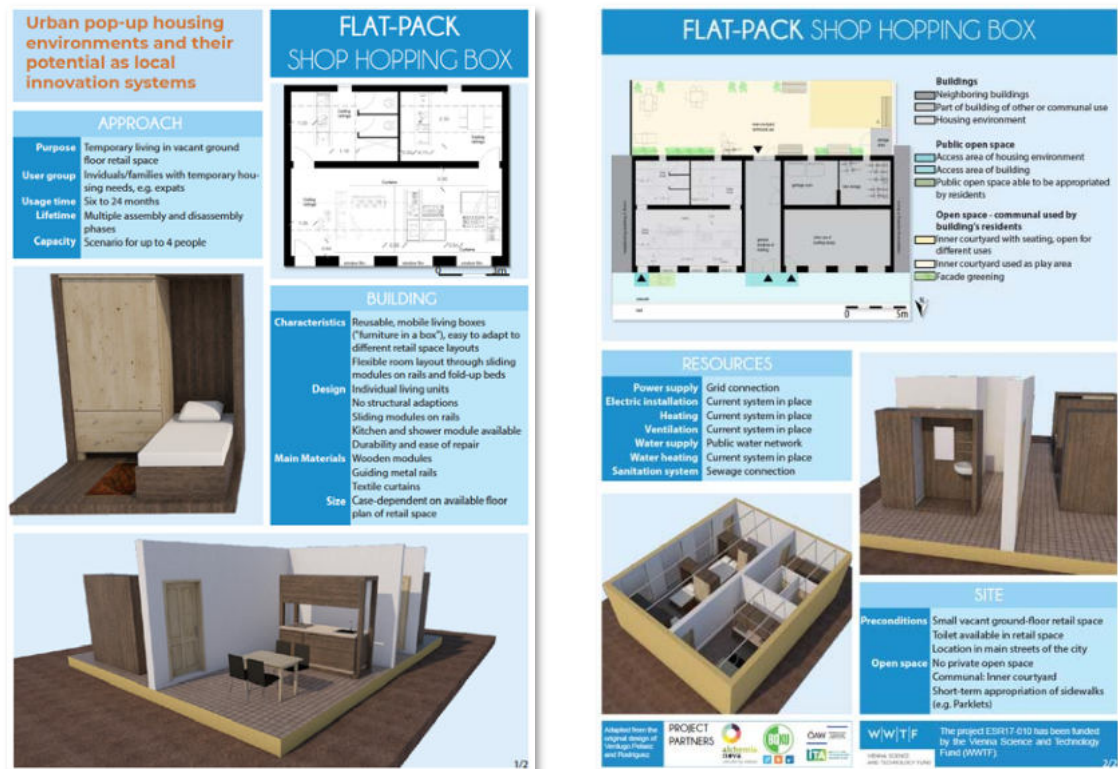 Urban pop-up housing
environments and their
potential as local
innovation systems
FLAT-PACK
SHOP HOPPING BOX
APPROACH
Purpose Temporary living in vacant ground
floor retail space
User group Inviduals/families with temporary hou-
sing needs, e.g. expats
Usage time Six to 24 months
Lifetime Multiple assembly and disassembly
phases
Capacity Scenario for up to 4 people
3m
BUILDING
Characteristics Reusable, mobile living boxes
("furniture in a box"), easy to adapt to
different retail space layouts
Flexible room layout through sliding
modules on rails and fold-up beds
Design Individual living units
No structural adaptions
Sliding modules on rails
Kitchen and shower module available
Durability and ease of repair
Main Materials Wooden modules
Guiding metal rails
Textile curtains
Size Case-dependent on available floor
plan of retail space
1/2
FLAT-PACK SHOP HOPPING BOX
Buildings
Neighboring buildings
Part of building of other or communal use
Housing environment
Public open space
Access area of housing environment
Access area of building
Public open space able to be appropriated
by residents
Open space - communal used by
building's residents
Inner courtyard with seating, open for
different uses
Inner courtyard used as play area
Facade greening
0 5m
RESOURCES
Power supply Grid connection
Electric installation Current system in place
Heating Current system in place
Ventilation Current system in place
Water supply Public water network
Water heating Current system in place
Sanitation system Sewage connection
SITE
Preconditions Small vacant ground-floor retail space
Toilet available in retail space
Location in main streets of the city
Open space No private open space
Communal: Inner courtyard
Short-term appropriation of sidewalks
(e.g. Parklets)
Adapted from the
original design of
Verdugo Pelaez
and Rodriguez
PROJECT
PARTNERS
alchemia
nova
BOKU
ÖAW
ITA
WWTF
VIENNA SCIENCE
AND TECHNOLOGY FUND
The project ESR17-010 has been funded
by the Vienna Science and Technology
Fund (WWTF).